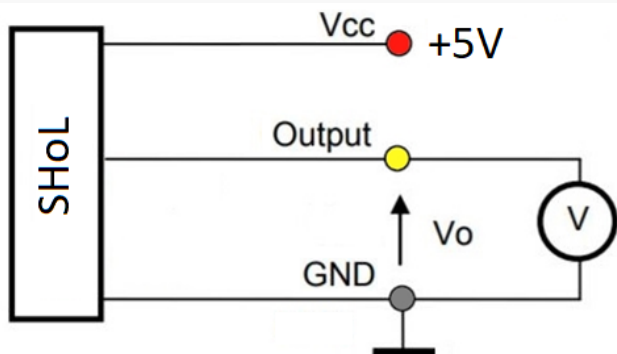 Vcc
+5V
SHoL
Output
V
Vo
GND